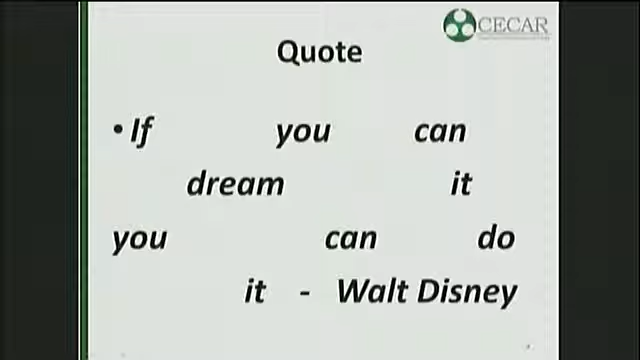 CECAR
Quote
• If you can
dream it
you can do
it - Walt Disney